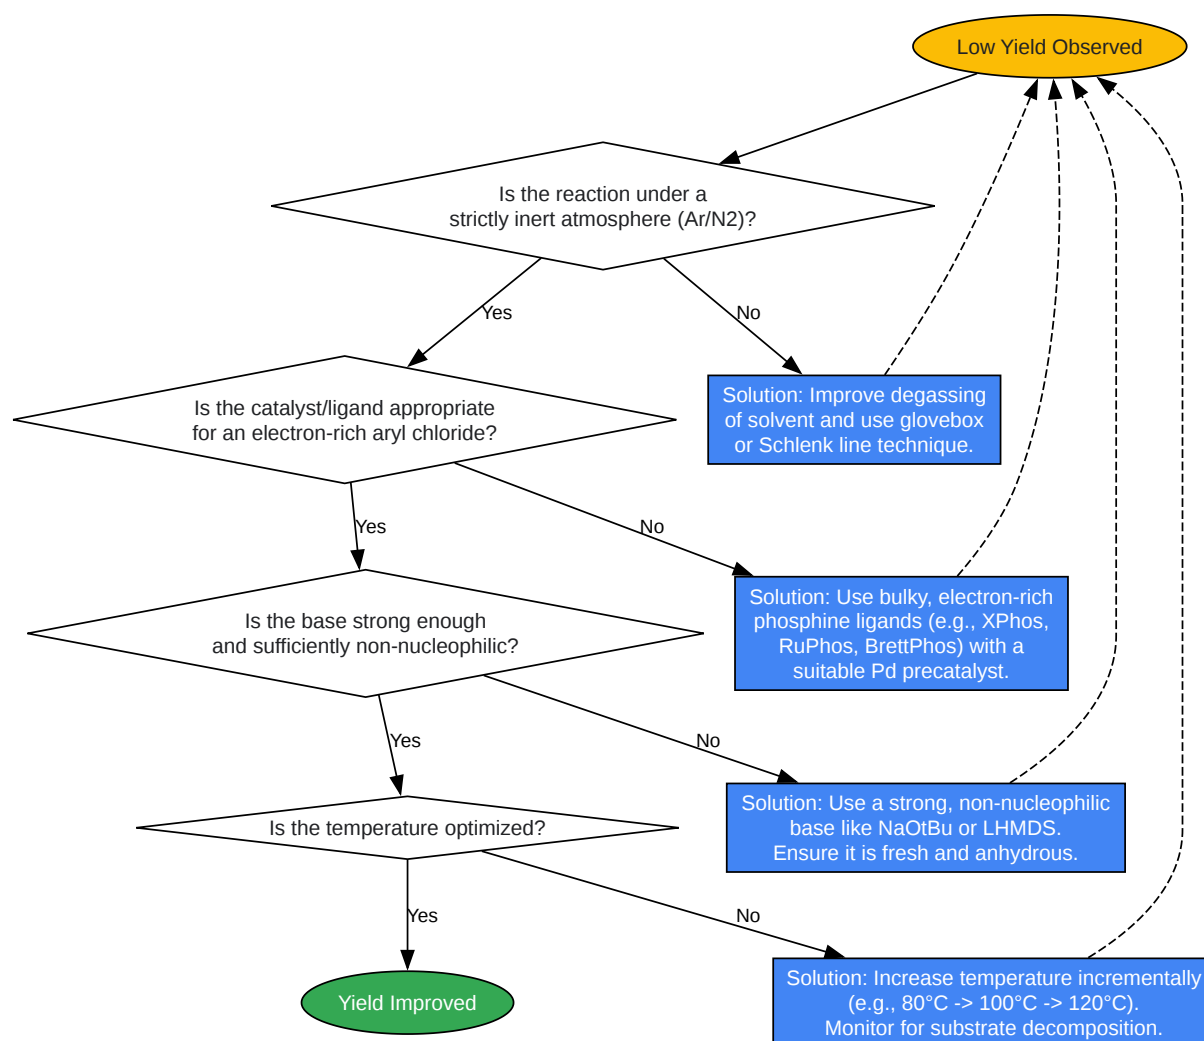 Low Yield Observed
Is the reaction under a
strictly inert atmosphere (Ar/N2)?
Yes
No
Is the catalyst/ligand appropriate
for an electron-rich aryl chloride?
Solution: Improve degassing
of solvent and use glovebox
or Schlenk line technique.
Yes
No
Is the base strong enough
and sufficiently non-nucleophilic?
Solution: Use bulky, electron-rich
phosphine ligands (e.g., XPhos,
RuPhos, BrettPhos) with a
suitable Pd precatalyst.
Yes
No
Is the temperature optimized?
Solution: Use a strong, non-nucleophilic
base like NaOtBu or LHMDS.
Ensure it is fresh and anhydrous.
Yes
No
Yield Improved
Solution: Increase temperature incrementally
(e.g., 80°C -> 100°C -> 120°C).
Monitor for substrate decomposition.